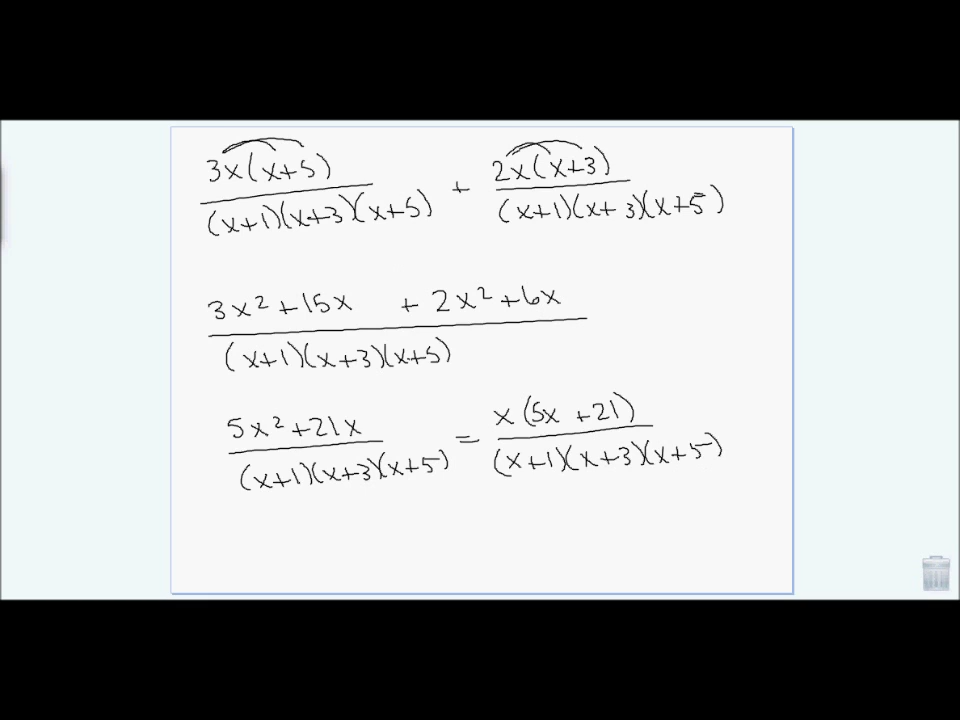 3x(x+5) + 2x(x+3)
(x+1)(x+3)(x+5) (x+1)(x+3)(x+5)
3x² +15x + 2x² +6x
(x+1)(x+3)(x+5)
5x² +21x = x(5x +21)
(x+1)(x+3)(x+5) (x+1)(x+3)(x+5)